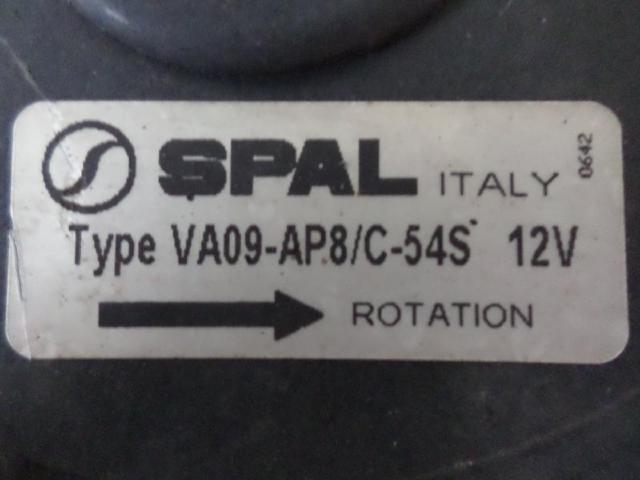 SPAL ITALY 0642
Type VA09-AP8/C-54S 12V
ROTATION